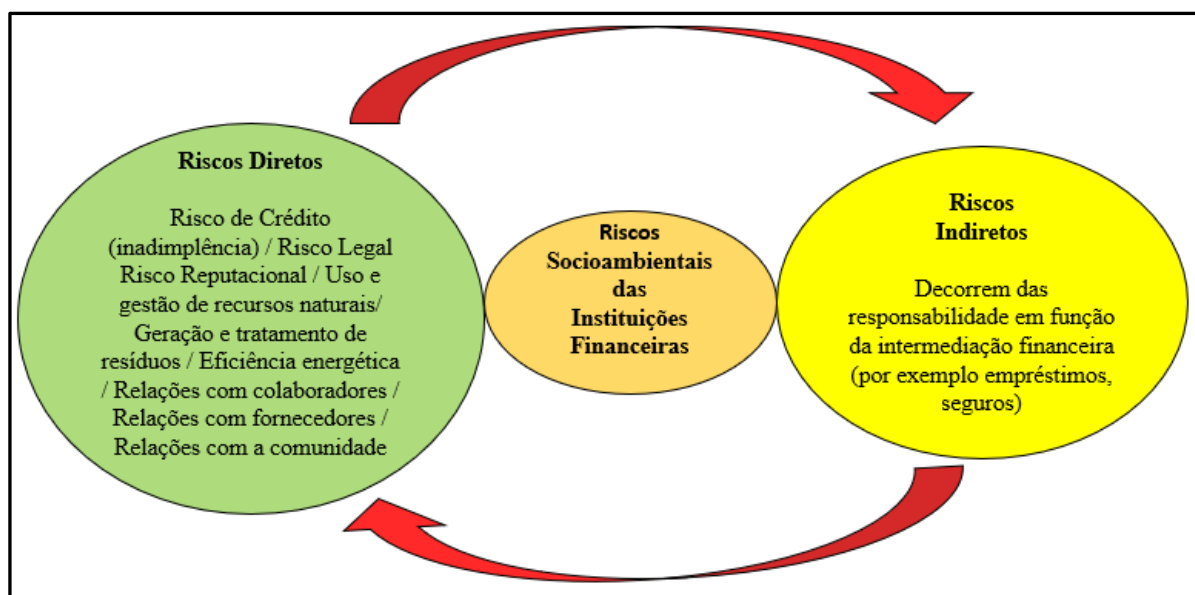 Riscos Diretos
Risco de Crédito
(inadimplência) / Risco Legal
Risco Reputacional / Uso e
gestão de recursos naturais/
Geração e tratamento de
resíduos / Eficiência energética
/ Relações com colaboradores /
Relações com fornecedores /
Relações com a comunidade
Riscos
Socioambientais
das
Instituições
Financeiras
Riscos
Indiretos
Decorrem das
responsabilidade em função
da intermediação financeira
(por exemplo empréstimos,
seguros)